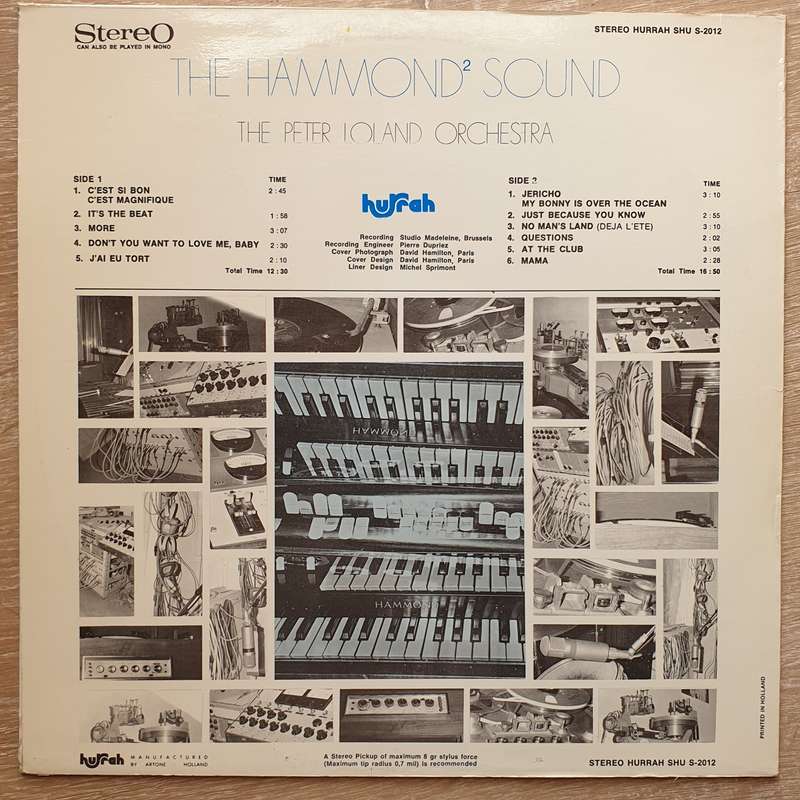 StereO
CAN ALSO BE PLAYED IN MONO
STEREO HURRAH SHU S-2012
THE HAMMOND² SOUND
THE PETER LOLAND ORCHESTRA
SIDE 1 TIME
1. C'EST SI BON 2:45
C'EST MAGNIFIQUE
2. IT'S THE BEAT 1:58
3. MORE 3:07
4. DON'T YOU WANT TO LOVE ME, BABY 2:30
5. J'AI EU TORT 2:10
Total Time 12:30
hurrah
Recording Studio Madeleine, Brussels
Recording Engineer Pierre Dupriez
Cover Photograph David Hamilton, Paris
Cover Design David Hamilton, Paris
Liner Design Michel Sprimont
SIDE 2 TIME
1. JERICHO 3:10
MY BONNY IS OVER THE OCEAN
2. JUST BECAUSE YOU KNOW 2:55
3. NO MAN'S LAND (DEJA L'ETE) 3:10
4. QUESTIONS 2:02
5. AT THE CLUB 3:05
6. MAMA 2:28
Total Time 16:50
HAMMOND
HAMMOND
PRINTED IN HOLLAND
hurrah MANUFACTURED
BY ARTONE HOLLAND
A Stereo Pickup of maximum 6 gr stylus force
(Maximum tip radius 0,7 mil) is recommended
STEREO HURRAH SHU S-2012